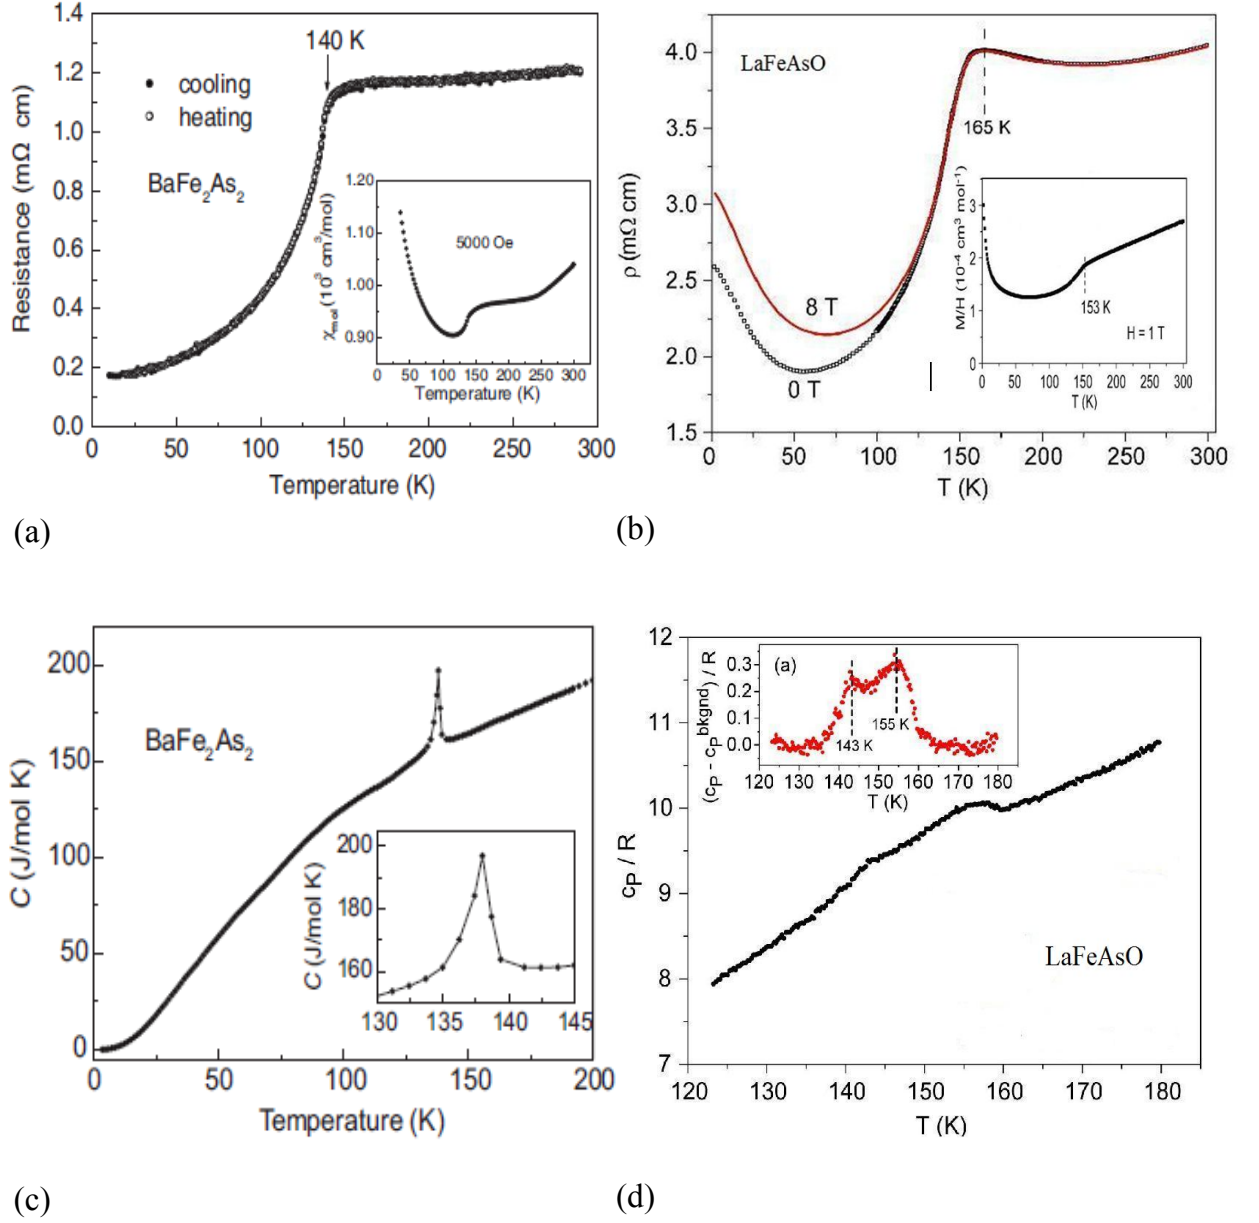 1.4
1.2
1.0
0.8
0.6
0.4
0.2
0.0
Resistance (mΩ cm)
140 K
cooling
heating
BaFe2As2
1.20
1.10
1.00
0.90
χmol (10³ cm³/mol)
5000 Oe
0 50 100 150 200 250 300
Temperature (K)
0 50 100 150 200 250 300
Temperature (K)
(a)
4.0
3.5
3.0
2.5
2.0
1.5
ρ (mΩ cm)
LaFeAsO
165 K
8 T
0 T
3
2
1
0
M/H (10⁻⁴ cm³ mol⁻¹)
153 K
H = 1 T
0 50 100 150 200 250 300
T (K)
0 50 100 150 200 250 300
T (K)
(b)
200
150
100
50
0
C (J/mol K)
BaFe2As2
200
180
160
C (J/mol K)
130 135 140 145
0 50 100 150 200
Temperature (K)
(c)
12
11
10
9
8
7
cP / R
(a)
0.3
0.2
0.1
0.0
(cP - cP bkgnd) / R
143 K
155 K
120 130 140 150 160 170 180
T (K)
LaFeAsO
120 130 140 150 160 170 180
T (K)
(d)